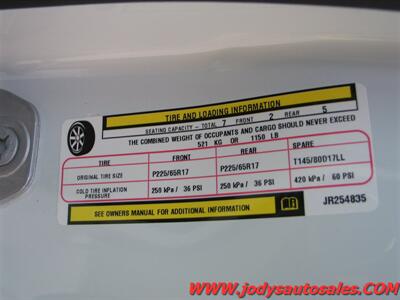 TIRE AND LOADING INFORMATION
SEATING CAPACITY - TOTAL 7 FRONT 2 REAR 5
THE COMBINED WEIGHT OF OCCUPANTS AND CARGO SHOULD NEVER EXCEED
521 KG OR 1150 LB
TIRE FRONT REAR SPARE
ORIGINAL TIRE SIZE P225/65R17 P225/65R17 T145/80D17LL
COLD TIRE INFLATION PRESSURE 250 kPa / 36 PSI 250 kPa / 36 PSI 420 kPa / 60 PSI
SEE OWNERS MANUAL FOR ADDITIONAL INFORMATION JR254835
www.jodysautosales.COM